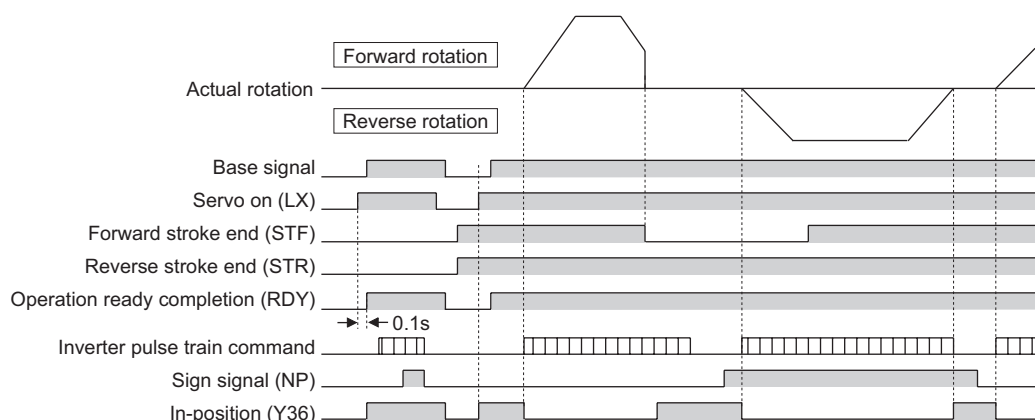 Forward rotation
Actual rotation
Reverse rotation
Base signal
Servo on (LX)
Forward stroke end (STF)
Reverse stroke end (STR)
Operation ready completion (RDY)
0.1s
Inverter pulse train command
Sign signal (NP)
In-position (Y36)